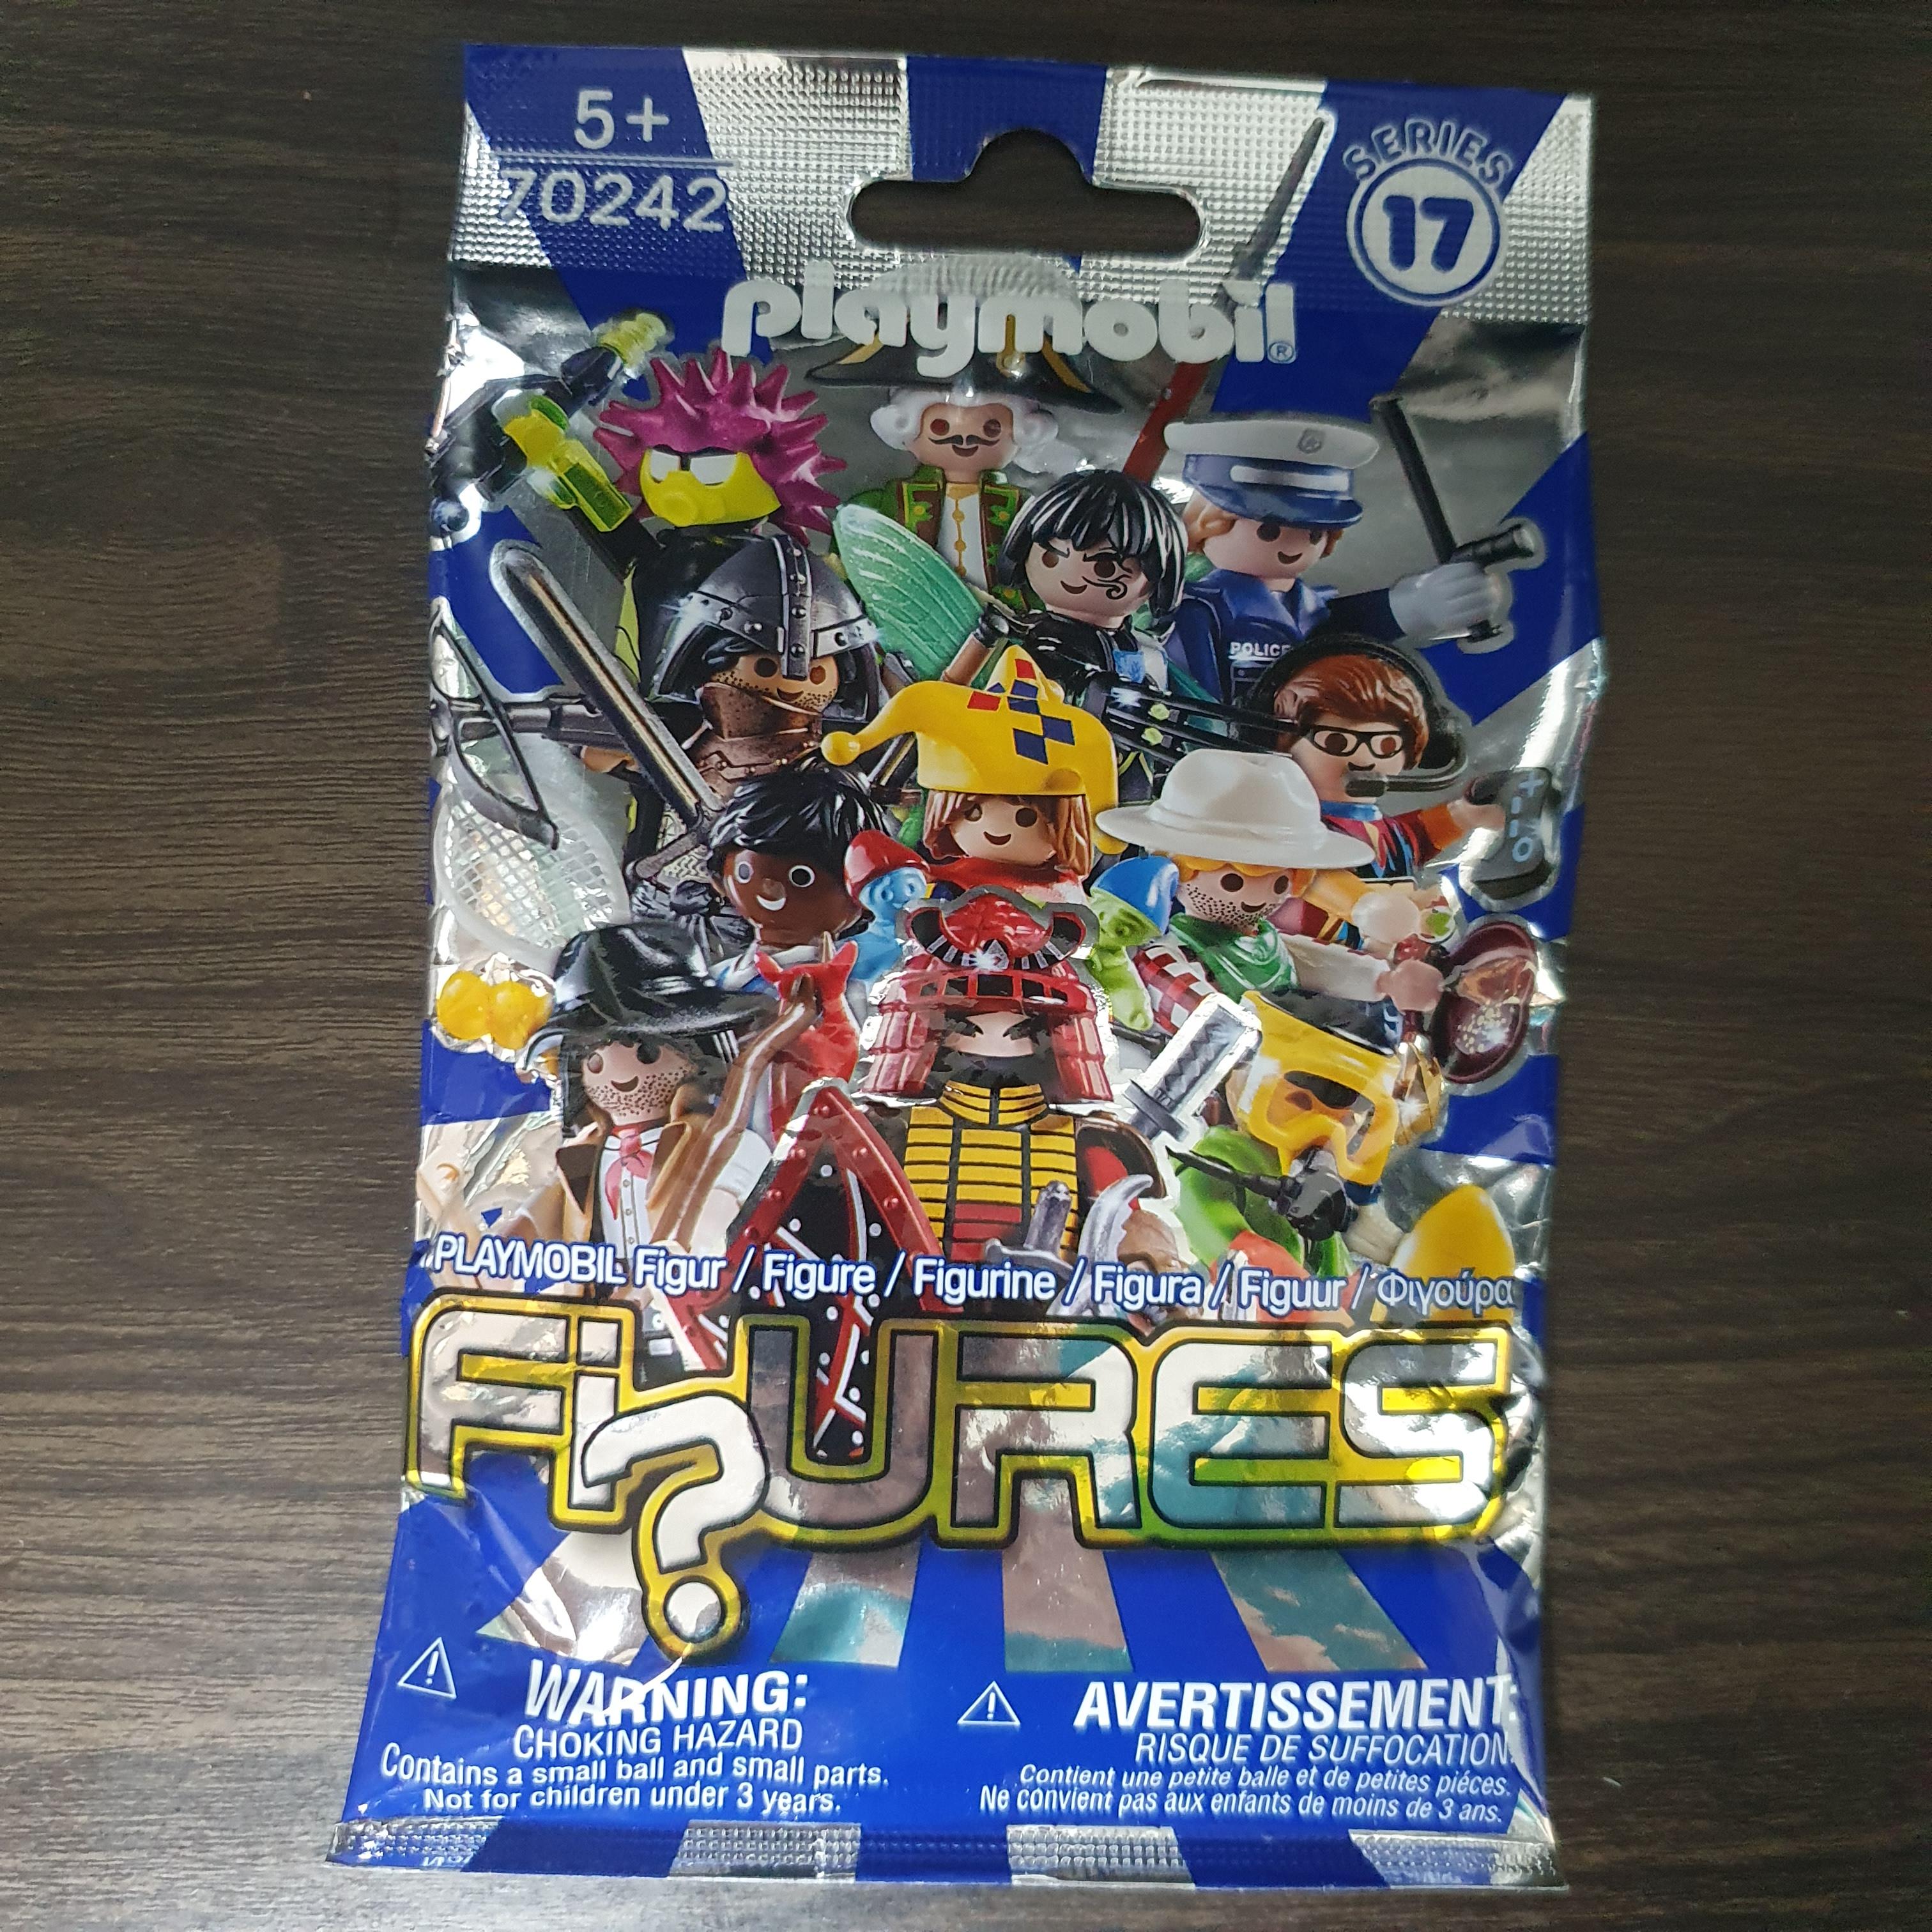 5+
70242
SERIES
17
playmobil®
POLICE
PLAYMOBIL Figur / Figure / Figurine / Figura / Figuur / Φιγούρα
Fi?URES
WARNING:
CHOKING HAZARD
Contains a small ball and small parts.
Not for children under 3 years.
AVERTISSEMENT:
RISQUE DE SUFFOCATION
Contient une petite balle et de petites piéces.
Ne convient pas aux enfants de moins de 3 ans.